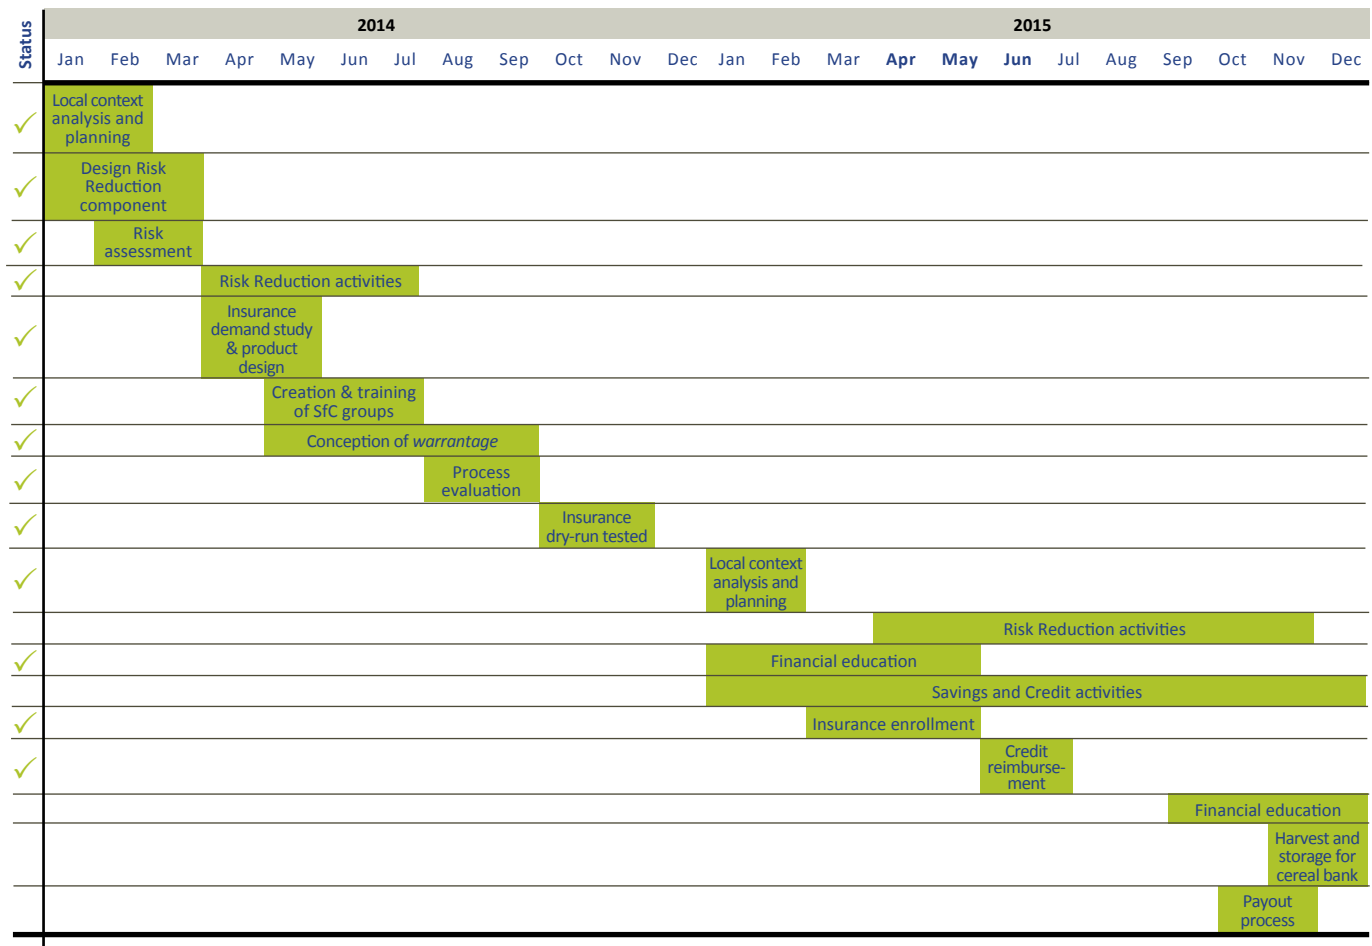 Status
2014
2015
Jan Feb Mar Apr May Jun Jul Aug Sep Oct Nov Dec Jan Feb Mar Apr May Jun Jul Aug Sep Oct Nov Dec
Local context
analysis and
planning
Design Risk
Reduction
component
Risk
assessment
Risk Reduction activities
Insurance
demand study
& product
design
Creation & training
of SfC groups
Conception of warrantage
Process
evaluation
Insurance
dry-run tested
Local context
analysis and
planning
Risk Reduction activities
Financial education
Savings and Credit activities
Insurance enrollment
Credit
reimburse-
ment
Financial education
Harvest and
storage for
cereal bank
Payout
process